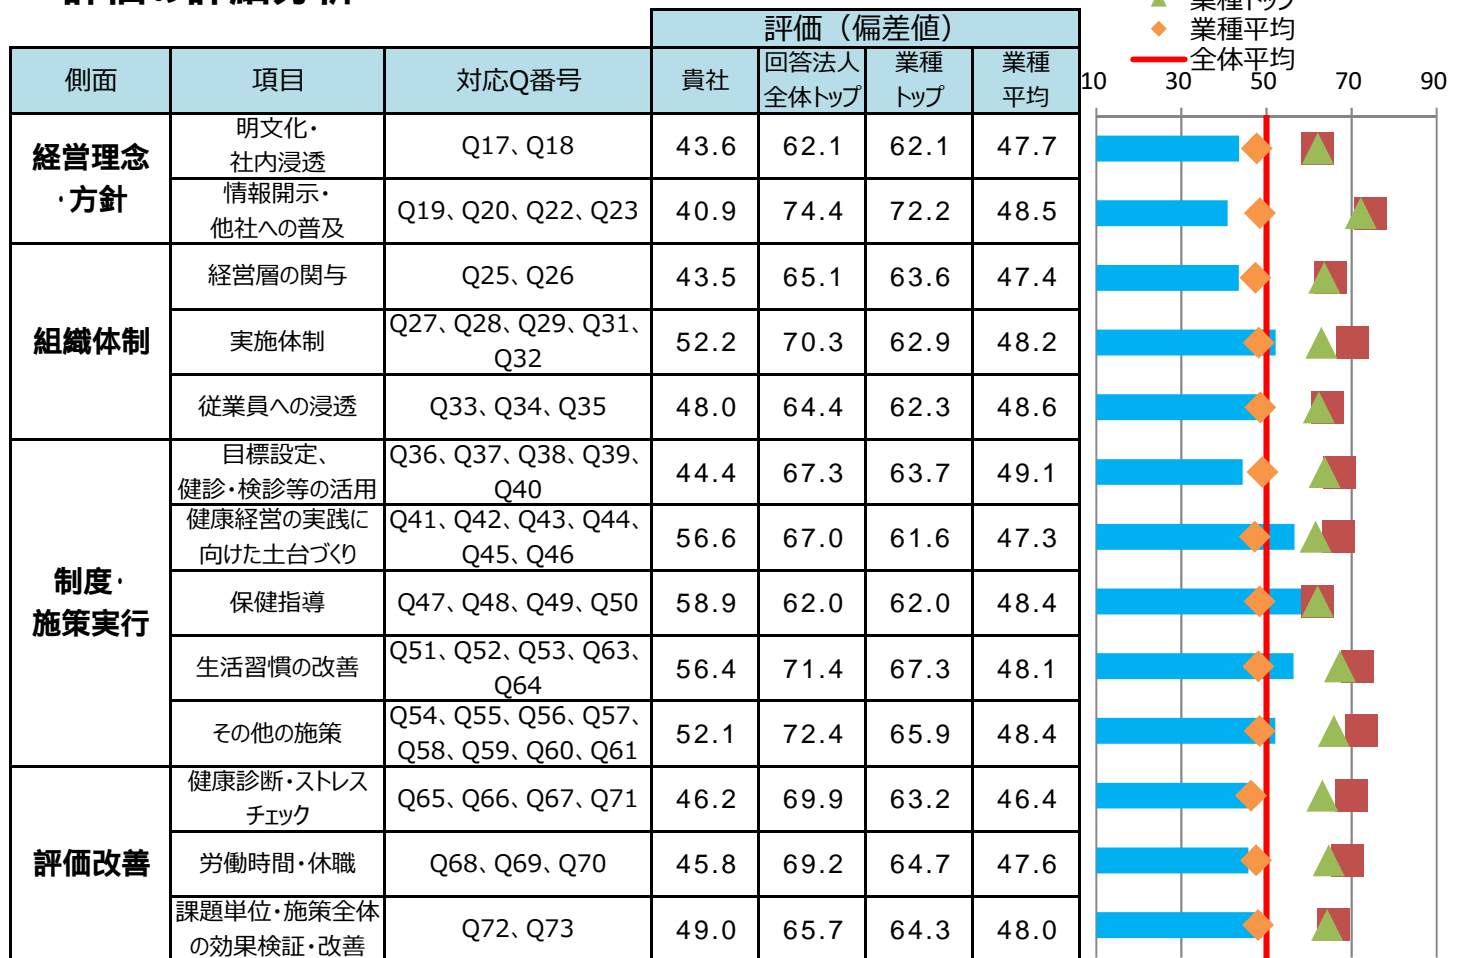 評価の詳細分析
業種トップ
業種平均
全体平均
評価（偏差値）
側面 項目 対応Q番号 貴社 回答法人 業種 業種
全体トップ トップ 平均
10 30 50 70 90
経営理念
・方針
明文化・
社内浸透
Q17、Q18 43.6 62.1 62.1 47.7
情報開示・
他社への普及
Q19、Q20、Q22、Q23 40.9 74.4 72.2 48.5
組織体制
経営層の関与 Q25、Q26 43.5 65.1 63.6 47.4
実施体制
Q27、Q28、Q29、Q31、
Q32
52.2 70.3 62.9 48.2
従業員への浸透 Q33、Q34、Q35 48.0 64.4 62.3 48.6
制度・
施策実行
目標設定、
健診・検診等の活用
Q36、Q37、Q38、Q39、
Q40
44.4 67.3 63.7 49.1
健康経営の実践に
向けた土台づくり
Q41、Q42、Q43、Q44、
Q45、Q46
56.6 67.0 61.6 47.3
保健指導 Q47、Q48、Q49、Q50 58.9 62.0 62.0 48.4
生活習慣の改善
Q51、Q52、Q53、Q63、
Q64
56.4 71.4 67.3 48.1
その他の施策
Q54、Q55、Q56、Q57、
Q58、Q59、Q60、Q61
52.1 72.4 65.9 48.4
評価改善
健康診断・ストレス
チェック
Q65、Q66、Q67、Q71 46.2 69.9 63.2 46.4
労働時間・休職 Q68、Q69、Q70 45.8 69.2 64.7 47.6
課題単位・施策全体
の効果検証・改善
Q72、Q73 49.0 65.7 64.3 48.0